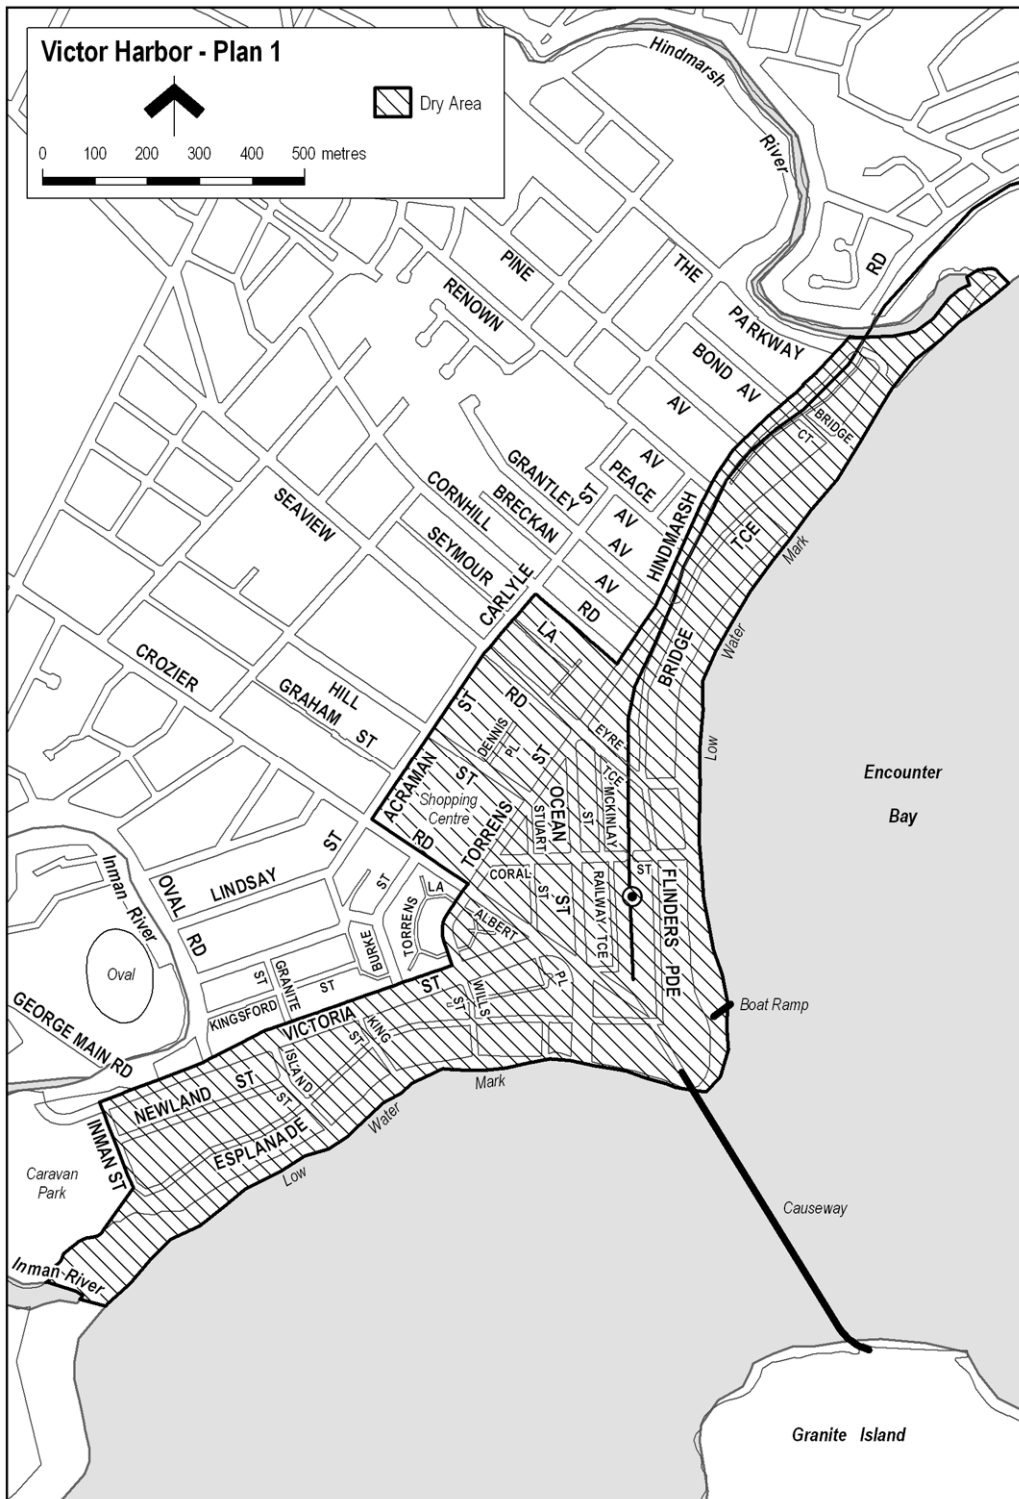 Victor Harbor - Plan 1
Dry Area
0 100 200 300 400 500 metres
Hindmarsh
River
THE
PARKWAY
RD
PINE
RENOWN
BOND AV
AV
BRIDGE
CT
AV
PEACE
GRANTLEY
ST
BRECKAN
AV
AV
CORNHILL
SEYMOUR
SEAVIEW
HINDMARSH
TCE
Mark
CARLYLE
AV
RD
LA
Water
BRIDGE
CROZIER
HILL
GRAHAM ST
ST
RD
DENNIS
PL
ST
EYRE
TCE
Low
ACRAMAN
ST
Shopping
Centre
RD
TORRENS
OCEAN
STUART
ST
MCKINLAY
Encounter
Bay
Inman River
OVAL
RD
LINDSAY
ST
ST
LA
CORAL
ST
ST
RAILWAY TCE
ST
FLINDERS PDE
TORRENS
BURKE
ALBERT
Oval
ST
GRANITE
ST
KINGSFORD
VICTORIA
ST
ST
WILLS
PL
KING
ST
Boat Ramp
GEORGE MAIN RD
ISLAND
ST
NEWLAND
ST
ESPLANADE
Mark
Water
Low
INMAN ST
Caravan
Park
Causeway
Inman River
Granite Island